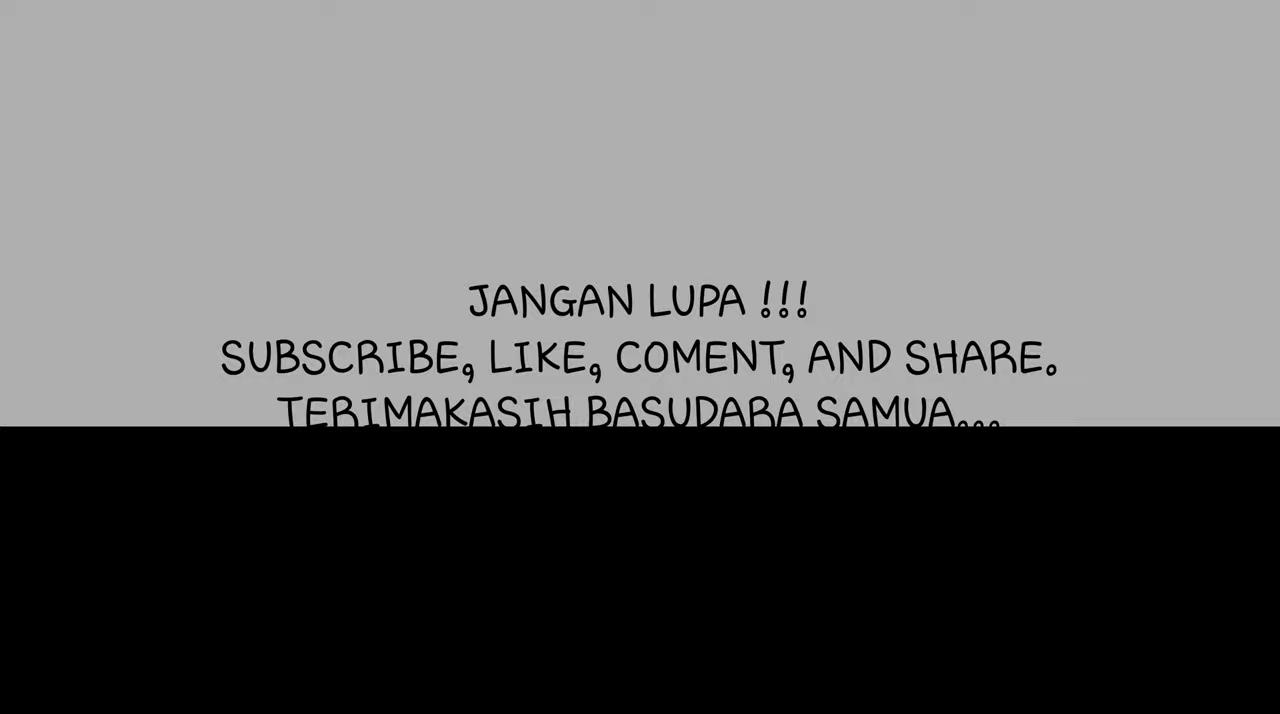 JANGAN LUPA !!!
SUBSCRIBE, LIKE, COMENT, AND SHARE.
TERIMAKASIH BASUDARA SAMUA...